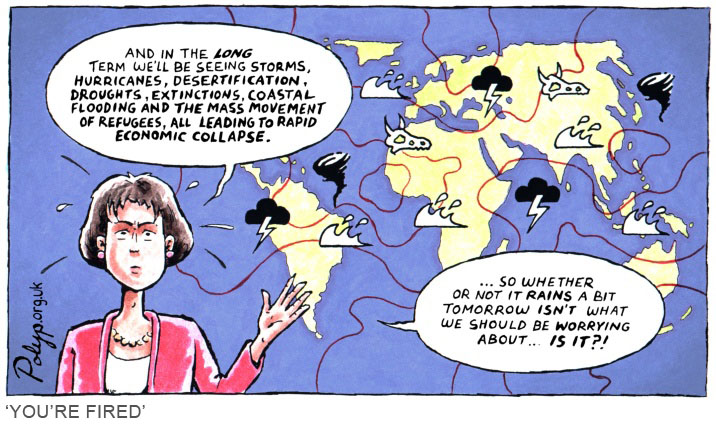 AND IN THE LONG
TERM WE'LL BE SEEING STORMS,
HURRICANES, DESERTIFICATION,
DROUGHTS, EXTINCTIONS, COASTAL
FLOODING AND THE MASS MOVEMENT
OF REFUGEES, ALL LEADING TO RAPID
ECONOMIC COLLAPSE.
... SO WHETHER
OR NOT IT RAINS A BIT
TOMORROW ISN'T WHAT
WE SHOULD BE WORRYING
ABOUT... IS IT?!
Polyp.org.uk
'YOU'RE FIRED'